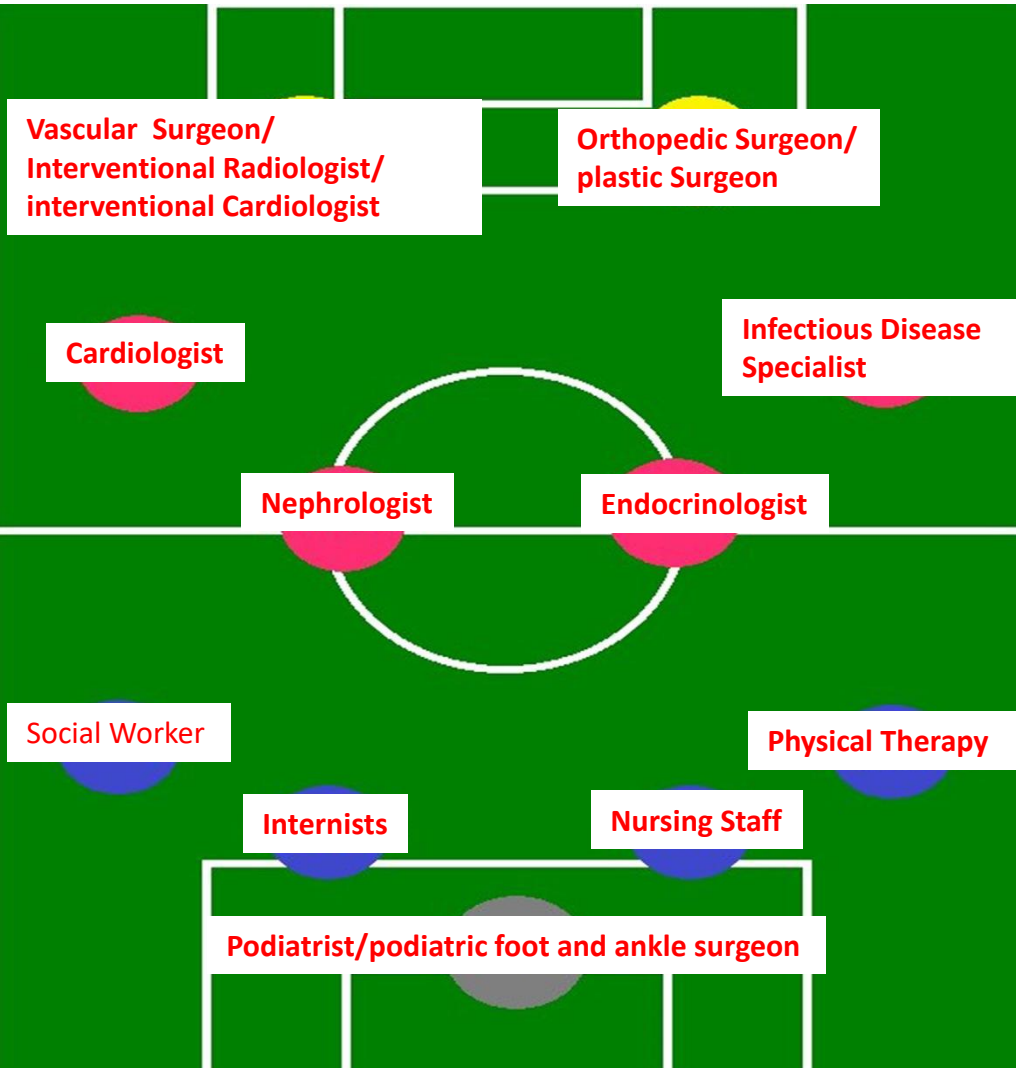 Vascular  Surgeon/
Interventional Radiologist/
interventional Cardiologist
Orthopedic Surgeon/
plastic Surgeon
Cardiologist
Infectious Disease
Specialist
Nephrologist
Endocrinologist
Social Worker
Physical Therapy
Internists
Nursing Staff
Podiatrist/podiatric foot and ankle surgeon